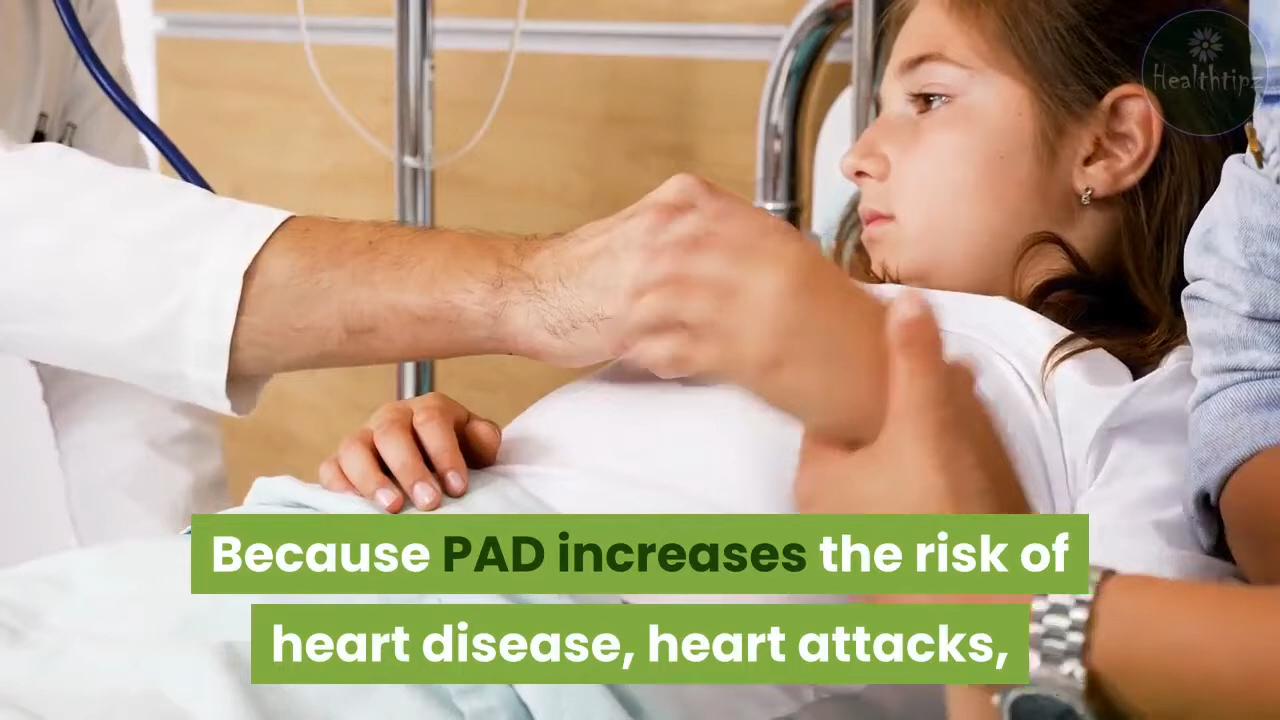 Healthtipz
Because PAD increases the risk of
heart disease, heart attacks,